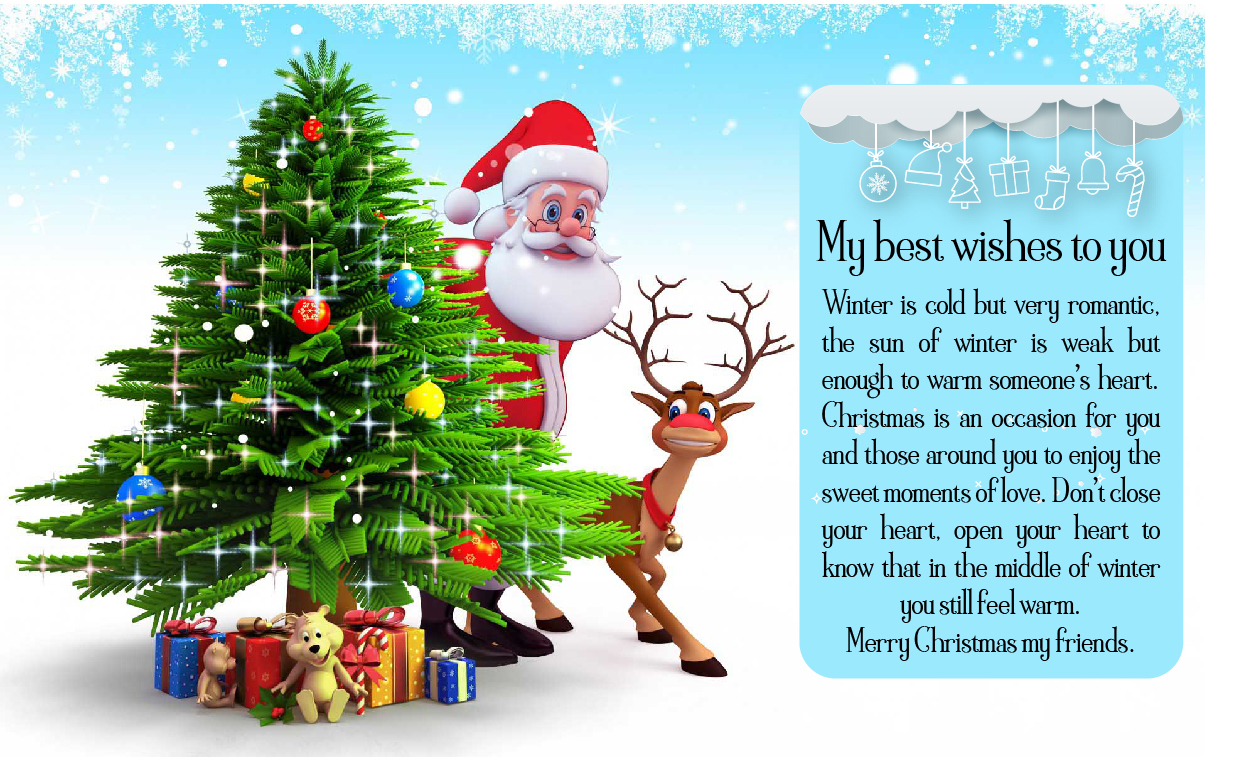 My best wishes to you
Winter is cold but very romantic,
the sun of winter is weak but
enough to warm someone's heart.
Christmas is an occasion for you
and those around you to enjoy the
sweet moments of love. Don't close
your heart, open your heart to
know that in the middle of winter
you still feel warm.
Merry Christmas my friends.